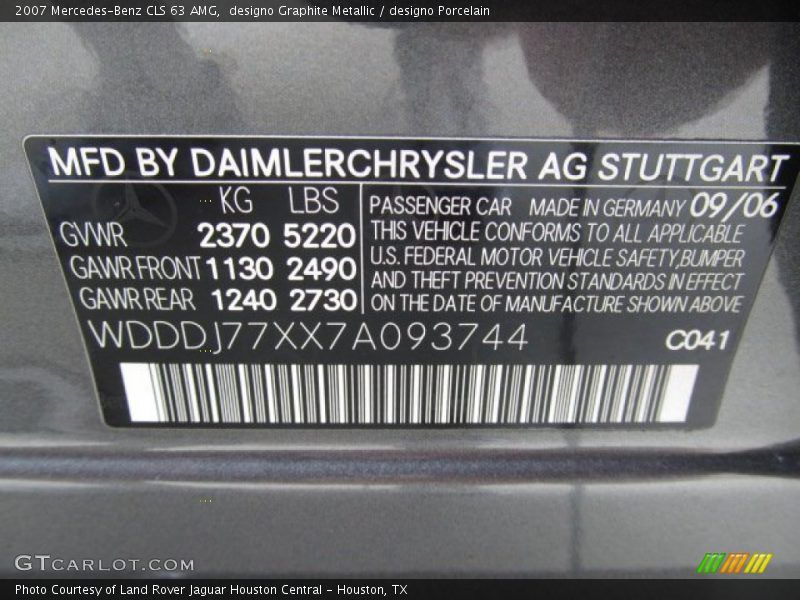 2007 Mercedes-Benz CLS 63 AMG, designo Graphite Metallic / designo Porcelain
MFD BY DAIMLERCHRYSLER AG STUTTGART
KG LBS
GVWR 2370 5220
GAWR FRONT 1130 2490
GAWR REAR 1240 2730
PASSENGER CAR MADE IN GERMANY 09/06
THIS VEHICLE CONFORMS TO ALL APPLICABLE
U.S. FEDERAL MOTOR VEHICLE SAFETY,BUMPER
AND THEFT PREVENTION STANDARDS IN EFFECT
ON THE DATE OF MANUFACTURE SHOWN ABOVE
WDDDJ77XX7A093744 C041
GTCARLOT.COM
Photo Courtesy of Land Rover Jaguar Houston Central - Houston, TX